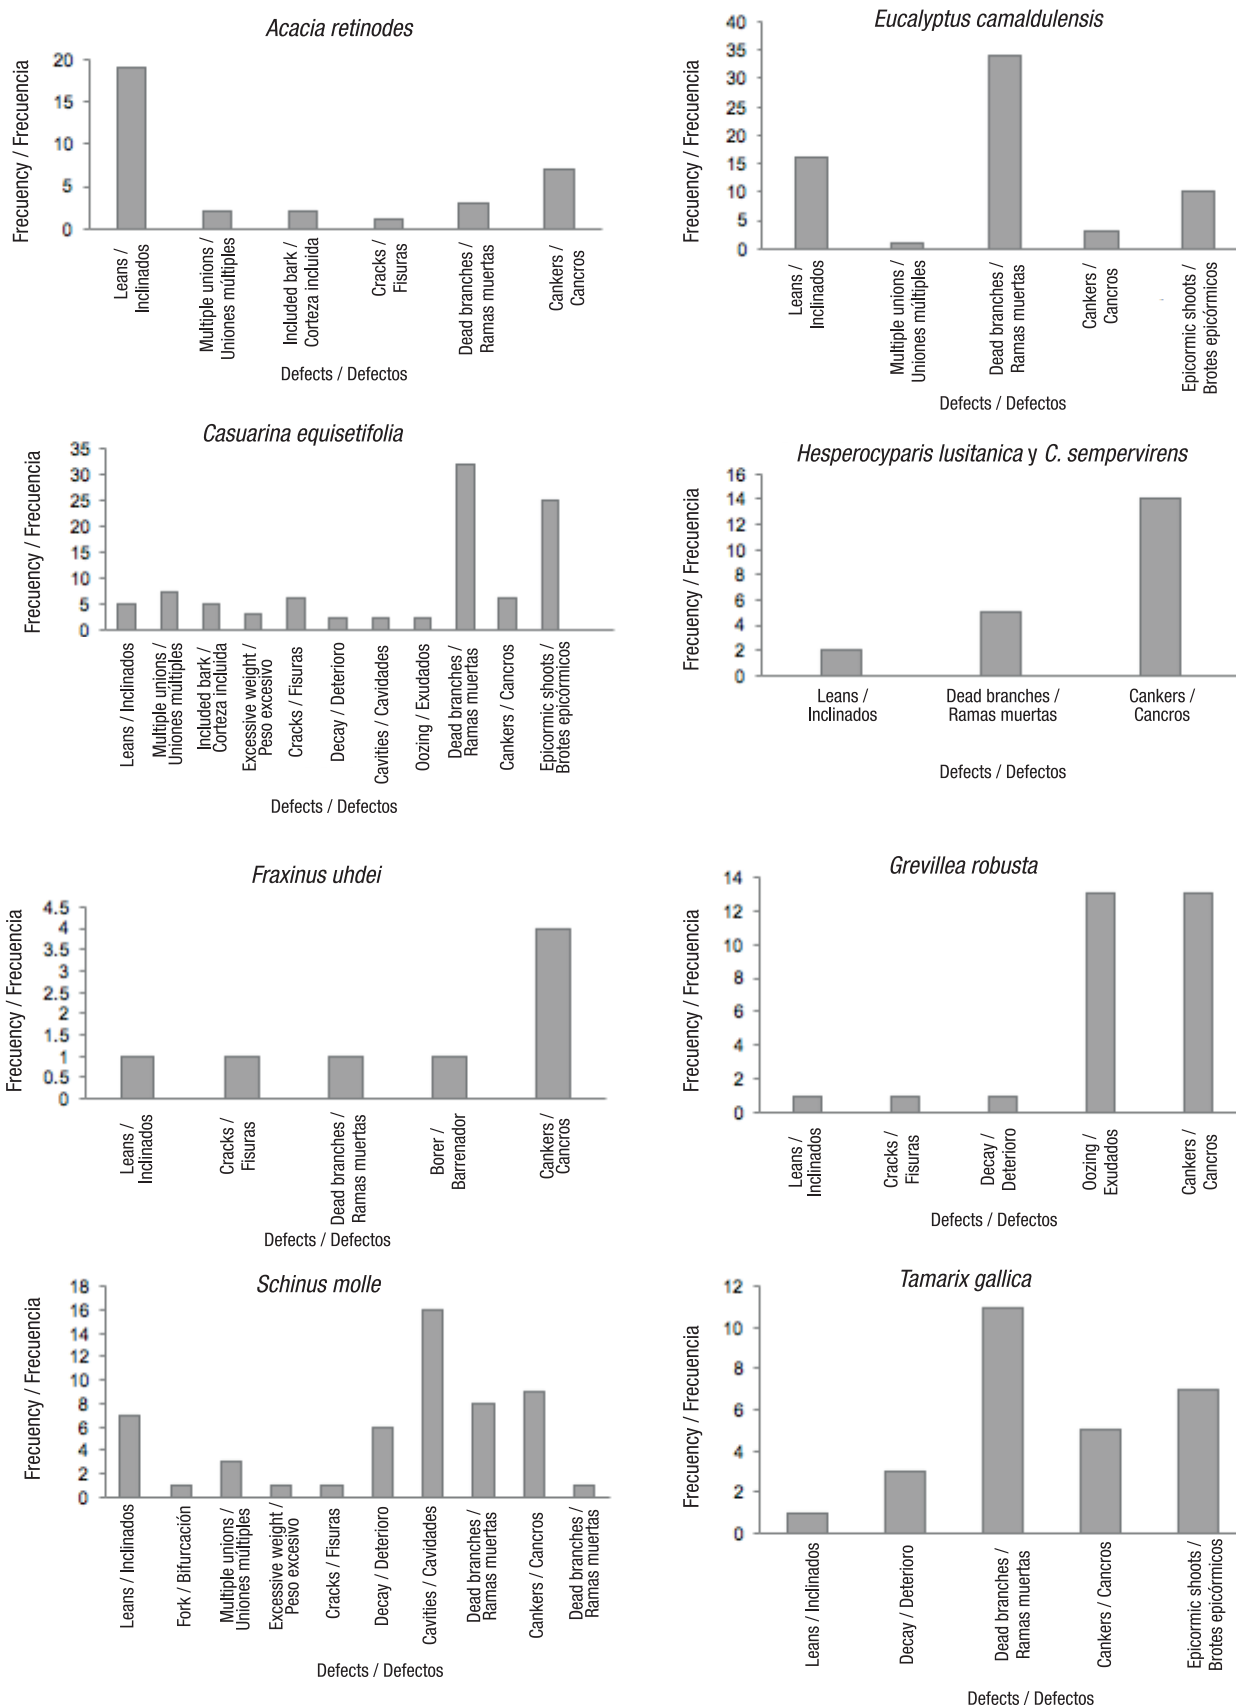 Acacia retinodes
Frecuency / Frecuencia
20
15
10
5
0
Leans /
Inclinados
Multiple unions /
Uniones múltiples
Included bark /
Corteza incluida
Cracks /
Fisuras
Dead branches /
Ramas muertas
Cankers /
Cancros
Defects / Defectos
Eucalyptus camaldulensis
Frecuency / Frecuencia
40
35
30
25
20
15
10
5
0
Leans /
Inclinados
Multiple unions /
Uniones múltiples
Dead branches /
Ramas muertas
Cankers /
Cancros
Epicormic shoots /
Brotes epicórmicos
Defects / Defectos
Casuarina equisetifolia
Frecuency / Frecuencia
35
30
25
20
15
10
5
0
Leans / Inclinados
Multiple unions /
Uniones múltiples
Included bark /
Corteza incluida
Excessive weight /
Peso excesivo
Cracks / Fisuras
Decay / Deterioro
Cavities / Cavidades
Oozing / Exudados
Dead branches /
Ramas muertas
Cankers / Cancros
Epicormic shoots /
Brotes epicórmicos
Defects / Defectos
Hesperocyparis lusitanica y C. sempervirens
Frecuency / Frecuencia
16
14
12
10
8
6
4
2
0
Leans /
Inclinados
Dead branches /
Ramas muertas
Cankers /
Cancros
Defects / Defectos
Fraxinus uhdei
Frecuency / Frecuencia
4.5
4
3.5
3
2.5
2
1.5
1
0.5
0
Leans /
Inclinados
Cracks /
Fisuras
Dead branches /
Ramas muertas
Borer /
Barrenador
Cankers /
Cancros
Defects / Defectos
Grevillea robusta
Frecuency / Frecuencia
14
12
10
8
6
4
2
0
Leans /
Inclinados
Cracks /
Fisuras
Decay /
Deterioro
Oozing /
Exudados
Cankers /
Cancros
Defects / Defectos
Schinus molle
Frecuency / Frecuencia
18
16
14
12
10
8
6
4
2
0
Leans / Inclinados
Fork / Bifurcación
Multiple unions /
Uniones múltiples
Excessive weight /
Peso excesivo
Cracks / Fisuras
Decay / Deterioro
Cavities / Cavidades
Dead branches /
Ramas muertas
Cankers / Cancros
Dead branches /
Ramas muertas
Defects / Defectos
Tamarix gallica
Frecuency / Frecuencia
12
10
8
6
4
2
0
Leans / Inclinados
Decay / Deterioro
Dead branches /
Ramas muertas
Cankers / Cancros
Epicormic shoots /
Brotes epicórmicos
Defects / Defectos